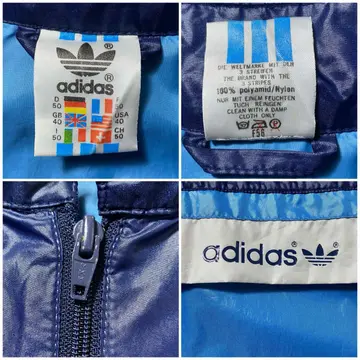 ®
adidas®
D 50 F 50
GB 40 USA 40
I 50 CH 50
DIE WELTMARKE MIT DEN
3 STREIFEN
THE BRAND WITH THE
3 STRIPES
100% polyamid/Nylon
NUR MIT EINEM FEUCHTEN
TUCH REINIGEN
CLEAN WITH A DAMP
CLOTH ONLY
F58
adidas®